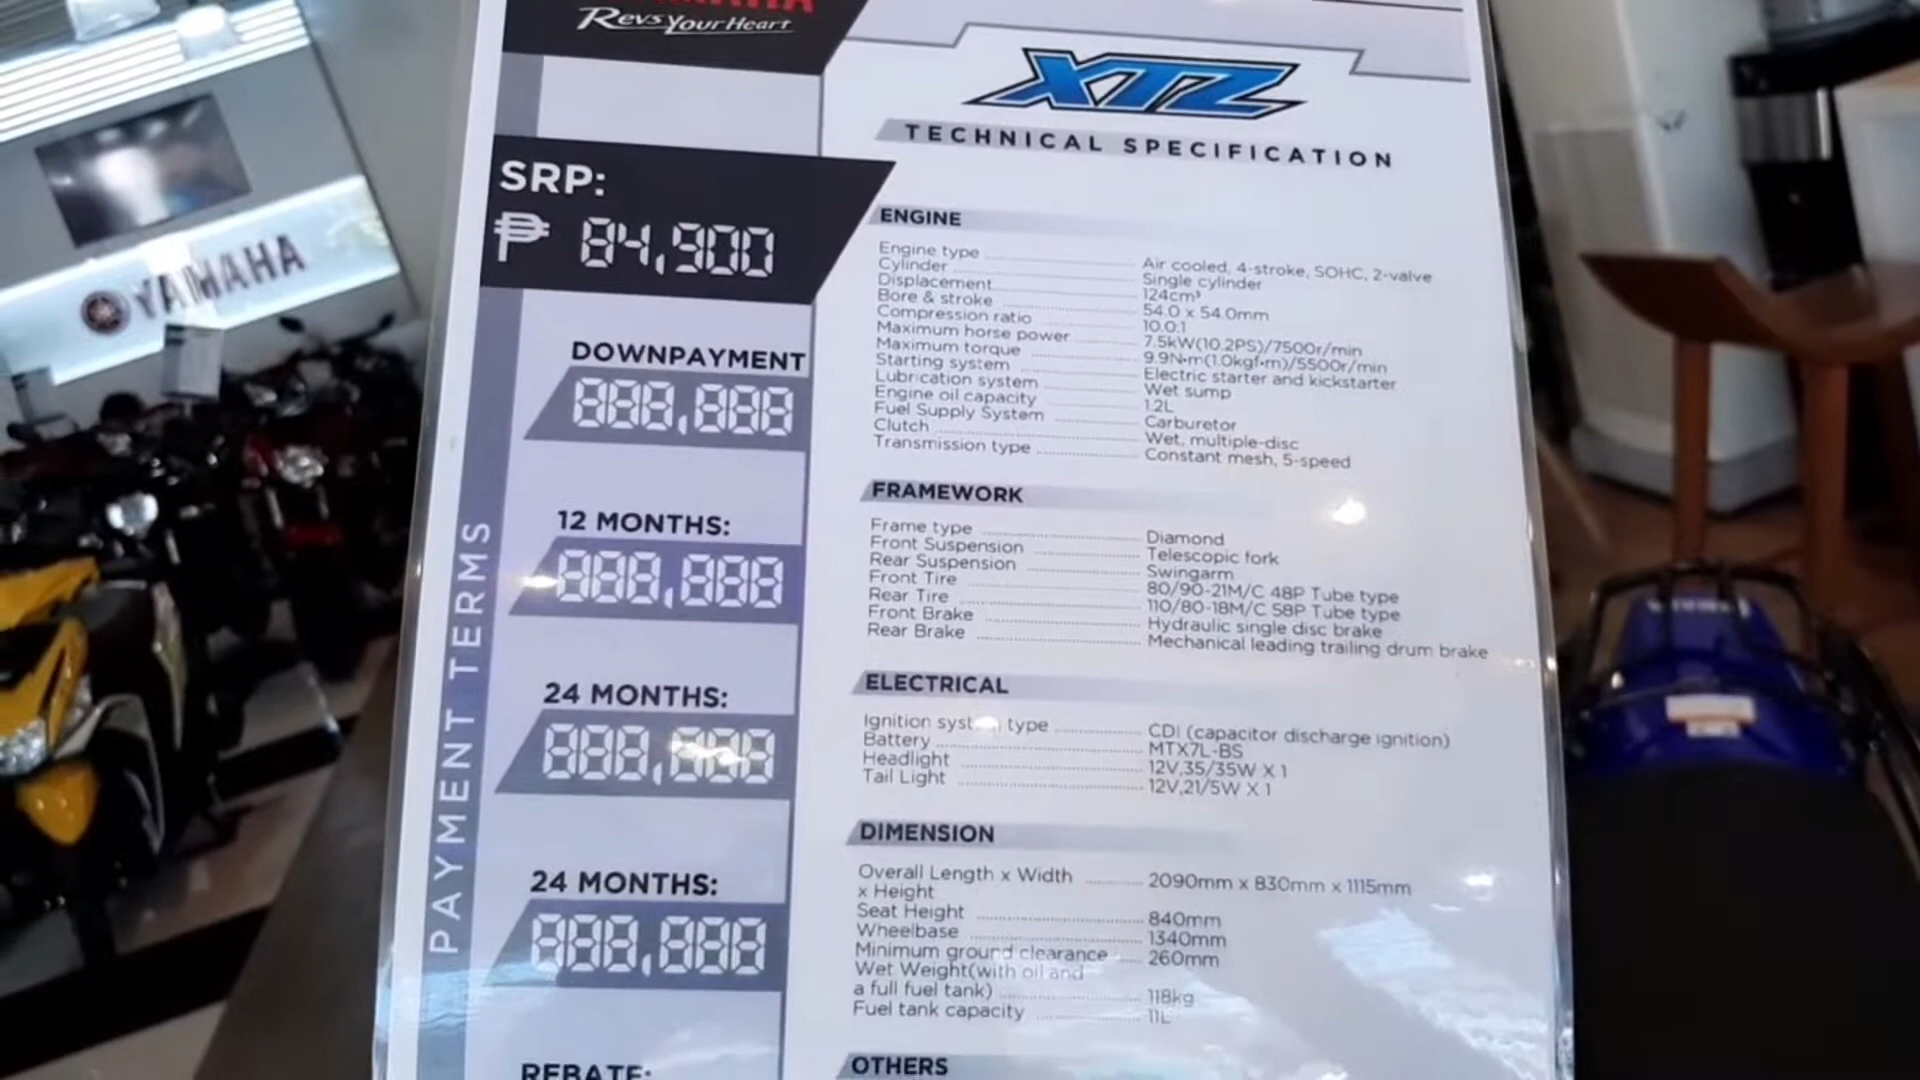 Revs Your Heart
XTZ
TECHNICAL SPECIFICATION
SRP:
₱ 84,900
DOWNPAYMENT
888,888
12 MONTHS:
888,888
24 MONTHS:
888,888
24 MONTHS:
888,888
REBATE:
PAYMENT TERMS
ENGINE
Engine type Air cooled, 4-stroke, SOHC, 2-valve
Cylinder Single cylinder
Displacement 124cm³
Bore & stroke 54.0 x 54.0mm
Compression ratio 10.0:1
Maximum horse power 7.5kW(10.2PS)/7500r/min
Maximum torque 9.9N•m(1.0kgf•m)/5500r/min
Starting system Electric starter and kickstarter
Lubrication system Wet sump
Engine oil capacity 1.2L
Fuel Supply System Carburetor
Clutch Wet, multiple-disc
Transmission type Constant mesh, 5-speed
FRAMEWORK
Frame type Diamond
Front Suspension Telescopic fork
Rear Suspension Swingarm
Front Tire 80/90-21M/C 48P Tube type
Rear Tire 110/80-18M/C 58P Tube type
Front Brake Hydraulic single disc brake
Rear Brake Mechanical leading trailing drum brake
ELECTRICAL
Ignition system type CDI (capacitor discharge ignition)
Battery MTX7L-BS
Headlight 12V,35/35W X 1
Tail Light 12V,21/5W X 1
DIMENSION
Overall Length x Width 2090mm x 830mm x 1115mm
x Height
Seat Height 840mm
Wheelbase 1340mm
Minimum ground clearance 260mm
Wet Weight(with oil and
a full fuel tank) 118kg
Fuel tank capacity 11L
OTHERS
YAMAHA